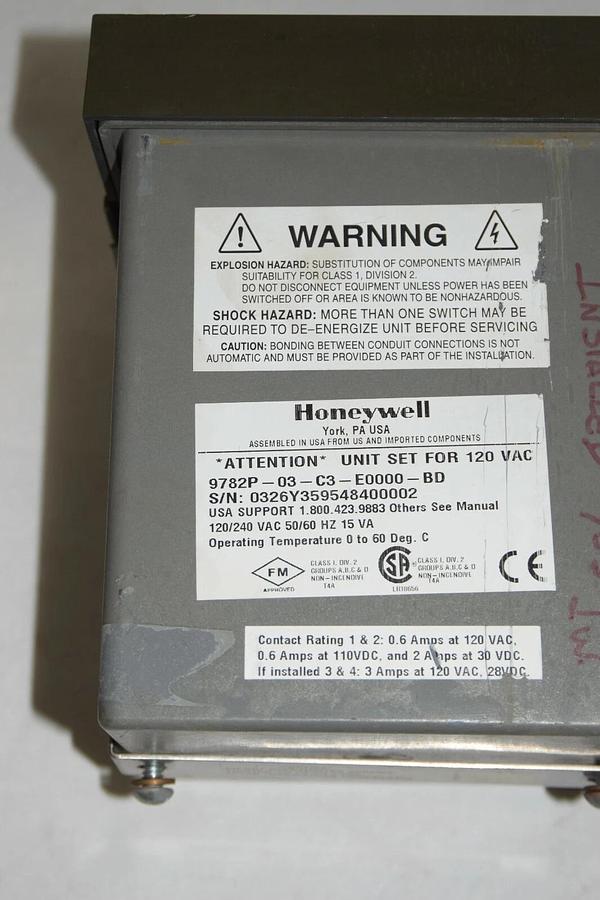 WARNING
EXPLOSION HAZARD: SUBSTITUTION OF COMPONENTS MAY IMPAIR
SUITABILITY FOR CLASS 1, DIVISION 2.
DO NOT DISCONNECT EQUIPMENT UNLESS POWER HAS BEEN
SWITCHED OFF OR AREA IS KNOWN TO BE NONHAZARDOUS.
SHOCK HAZARD: MORE THAN ONE SWITCH MAY BE
REQUIRED TO DE-ENERGIZE UNIT BEFORE SERVICING
CAUTION: BONDING BETWEEN CONDUIT CONNECTIONS IS NOT
AUTOMATIC AND MUST BE PROVIDED AS PART OF THE INSTALLATION.
Honeywell
York, PA USA
ASSEMBLED IN USA FROM US AND IMPORTED COMPONENTS
*ATTENTION* UNIT SET FOR 120 VAC
9782P-03-C3-E0000-BD
S/N: 0326Y359548400002
USA SUPPORT 1.800.423.9883 Others See Manual
120/240 VAC 50/60 HZ 15 VA
Operating Temperature 0 to 60 Deg. C
FM
APPROVED
CLASS I, DIV. 2
GROUPS A,B,C & D
NON-INCENDIVE
T4A
SA
CLASS I, DIV. 2
GROUPS A,B,C & D
NON-INCENDIVE
T4A
LR18656
CE
Contact Rating 1 & 2: 0.6 Amps at 120 VAC,
0.6 Amps at 110VDC, and 2 Amps at 30 VDC.
If installed 3 & 4: 3 Amps at 120 VAC, 28VDC.
INSTALLED